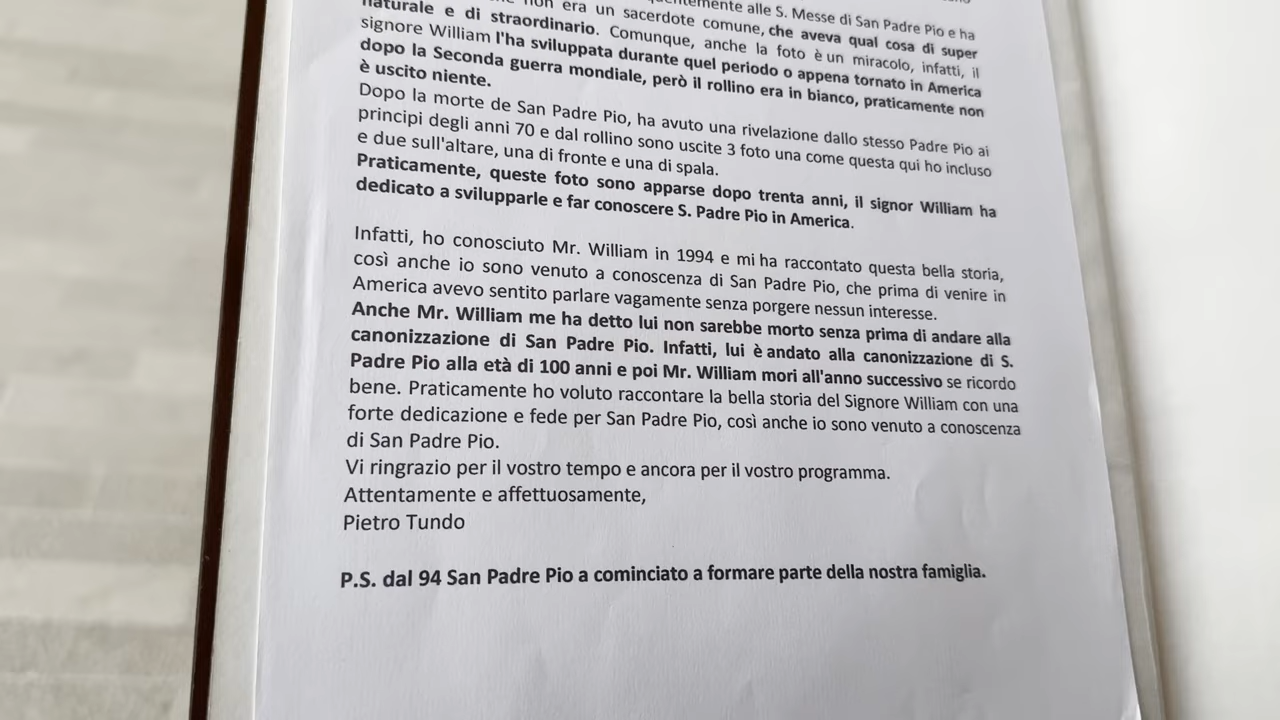 alle S. Messe di San Padre Pio e ha
non era un sacerdote comune, che aveva qual cosa di super
naturale e di straordinario. Comunque, anche la foto è un miracolo, infatti, il
signore William l'ha sviluppata durante quel periodo o appena tornato in America
dopo la Seconda guerra mondiale, però il rollino era in bianco, praticamente non
è uscito niente.
Dopo la morte de San Padre Pio, ha avuto una rivelazione dallo stesso Padre Pio ai
principi degli anni 70 e dal rollino sono uscite 3 foto una come questa qui ho incluso
e due sull'altare, una di fronte e una di spala.
Praticamente, queste foto sono apparse dopo trenta anni, il signor William ha
dedicato a svilupparle e far conoscere S. Padre Pio in America.
Infatti, ho conosciuto Mr. William in 1994 e mi ha raccontato questa bella storia,
così anche io sono venuto a conoscenza di San Padre Pio, che prima di venire in
America avevo sentito parlare vagamente senza porgere nessun interesse.
Anche Mr. William me ha detto lui non sarebbe morto senza prima di andare alla
canonizzazione di San Padre Pio. Infatti, lui è andato alla canonizzazione di S.
Padre Pio alla età di 100 anni e poi Mr. William mori all'anno successivo se ricordo
bene. Praticamente ho voluto raccontare la bella storia del Signore William con una
forte dedicazione e fede per San Padre Pio, così anche io sono venuto a conoscenza
di San Padre Pio.
Vi ringrazio per il vostro tempo e ancora per il vostro programma.
Attentamente e affettuosamente,
Pietro Tundo
P.S. dal 94 San Padre Pio a cominciato a formare parte della nostra famiglia.